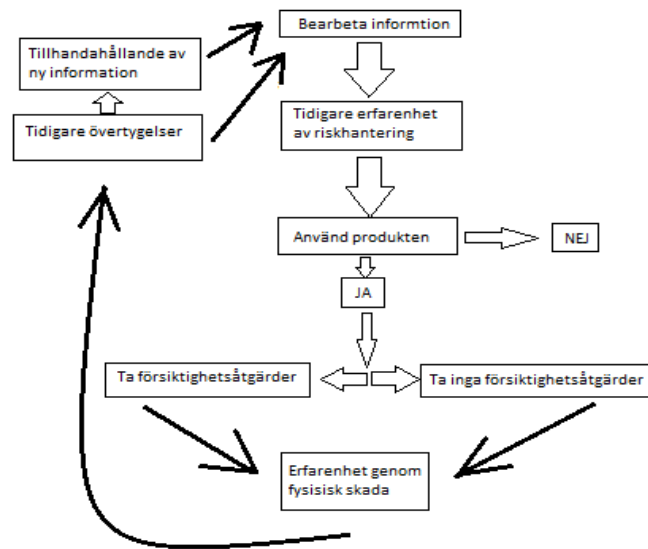 Bearbeta informtion
Tillhandahållande av
ny information
Tidigare övertygelser
Tidigare erfarenhet
av riskhantering
Använd produkten
NEJ
JA
Ta försiktighetsåtgärder
Ta inga försiktighetsåtgärder
Erfarenhet genom
fysisisk skada